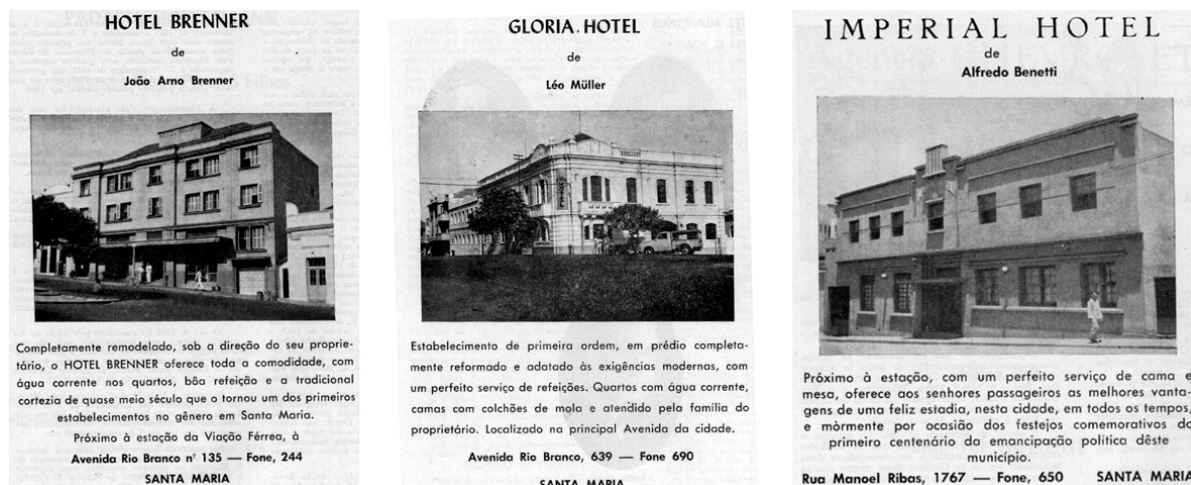 HOTEL BRENNER
de
João Arno Brenner
Completamente remodelado, sob a direção do seu proprie-
tário, o HOTEL BRENNER oferece toda a comodidade, com
água corrente nos quartos, bôa refeição e a tradicional
cortezia de quase meio século que o tornou um dos primeiros
estabelecimentos no gênero em Santa Maria.
Próximo à estação da Viação Férrea, à
Avenida Rio Branco nº 135 — Fone, 244
SANTA MARIA
GLORIA HOTEL
de
Léo Müller
Estabelecimento de primeira ordem, em prédio completa-
mente reformado e adatado às exigências modernas, com
um perfeito serviço de refeições. Quartos com água corrente,
camas com colchões de mola e atendido pela família do
proprietário. Localizado na principal Avenida da cidade.
Avenida Rio Branco, 639 — Fone 690
SANTA MARIA
IMPERIAL HOTEL
de
Alfredo Benetti
Próximo à estação, com um perfeito serviço de cama e
mesa, oferece aos senhores passageiros as melhores vanta-
gens de uma feliz estadia, nesta cidade, em todos os tempos,
e mòrmente por ocasião dos festejos comemorativos do
primeiro centenário da emancipação política dêste
município.
Rua Manoel Ribas, 1767 — Fone, 650 SANTA MARIA